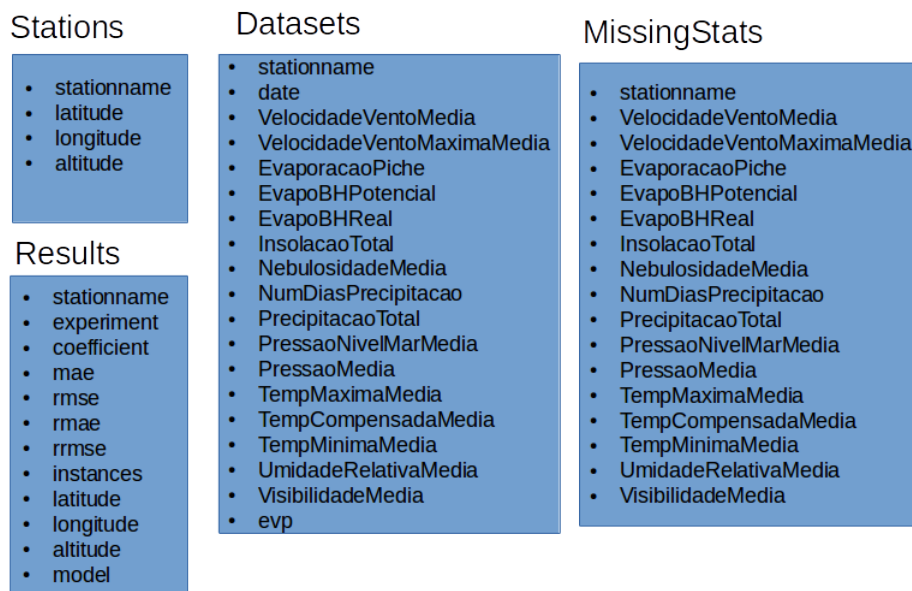 Stations
• stationname
• latitude
• longitude
• altitude
Results
• stationname
• experiment
• coefficient
• mae
• rmse
• rmae
• rrmse
• instances
• latitude
• longitude
• altitude
• model
Datasets
• stationname
• date
• VelocidadeVentoMedia
• VelocidadeVentoMaximaMedia
• EvaporacaoPiche
• EvapoBHPotencial
• EvapoBHReal
• InsolacaoTotal
• NebulosidadeMedia
• NumDiasPrecipitacao
• PrecipitacaoTotal
• PressaoNivelMarMedia
• PressaoMedia
• TempMaximaMedia
• TempCompensadaMedia
• TempMinimaMedia
• UmidadeRelativaMedia
• VisibilidadeMedia
• evp
MissingStats
• stationname
• VelocidadeVentoMedia
• VelocidadeVentoMaximaMedia
• EvaporacaoPiche
• EvapoBHPotencial
• EvapoBHReal
• InsolacaoTotal
• NebulosidadeMedia
• NumDiasPrecipitacao
• PrecipitacaoTotal
• PressaoNivelMarMedia
• PressaoMedia
• TempMaximaMedia
• TempCompensadaMedia
• TempMinimaMedia
• UmidadeRelativaMedia
• VisibilidadeMedia